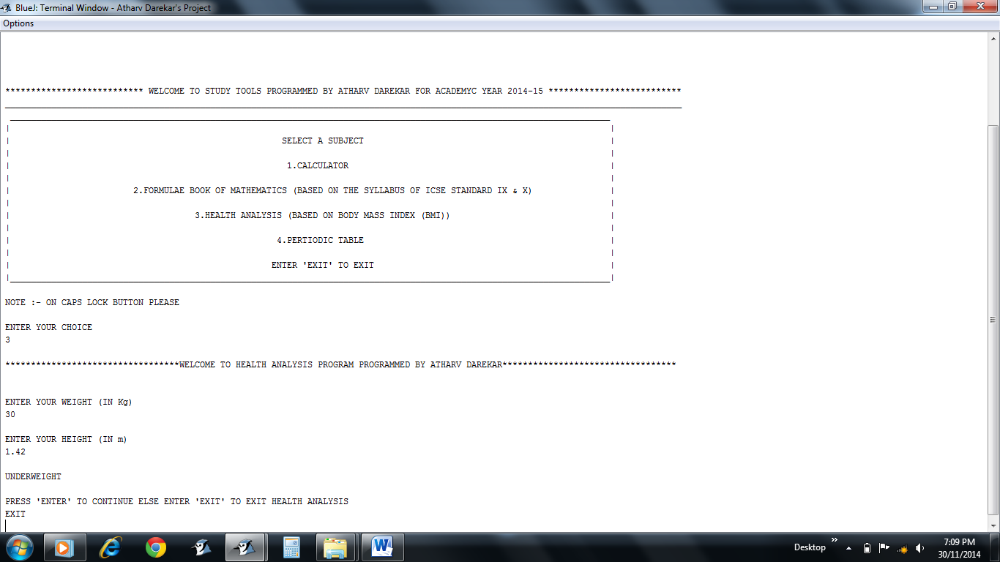 BlueJ: Terminal Window - Atharv Darekar's Project
Options
************************** WELCOME TO STUDY TOOLS PROGRAMMED BY ATHARV DAREKAR FOR ACADEMYC YEAR 2014-15 **************************
SELECT A SUBJECT
1.CALCULATOR
2.FORMULAE BOOK OF MATHEMATICS (BASED ON THE SYLLABUS OF ICSE STANDARD IX & X)
3.HEALTH ANALYSIS (BASED ON BODY MASS INDEX (BMI))
4.PERTIODIC TABLE
ENTER 'EXIT' TO EXIT
NOTE :- ON CAPS LOCK BUTTON PLEASE
ENTER YOUR CHOICE
3
**********************************WELCOME TO HEALTH ANALYSIS PROGRAM PROGRAMMED BY ATHARV DAREKAR**********************************
ENTER YOUR WEIGHT (IN Kg)
30
ENTER YOUR HEIGHT (IN m)
1.42
UNDERWEIGHT
PRESS 'ENTER' TO CONTINUE ELSE ENTER 'EXIT' TO EXIT HEALTH ANALYSIS
EXIT
Desktop
7:09 PM
30/11/2014